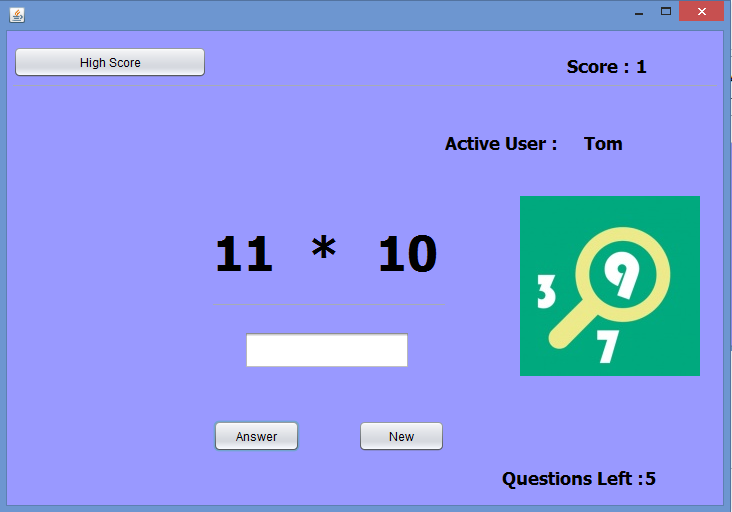 High Score
Score : 1
Active User : Tom
11 * 10
3 9
7
Answer New
Questions Left :5